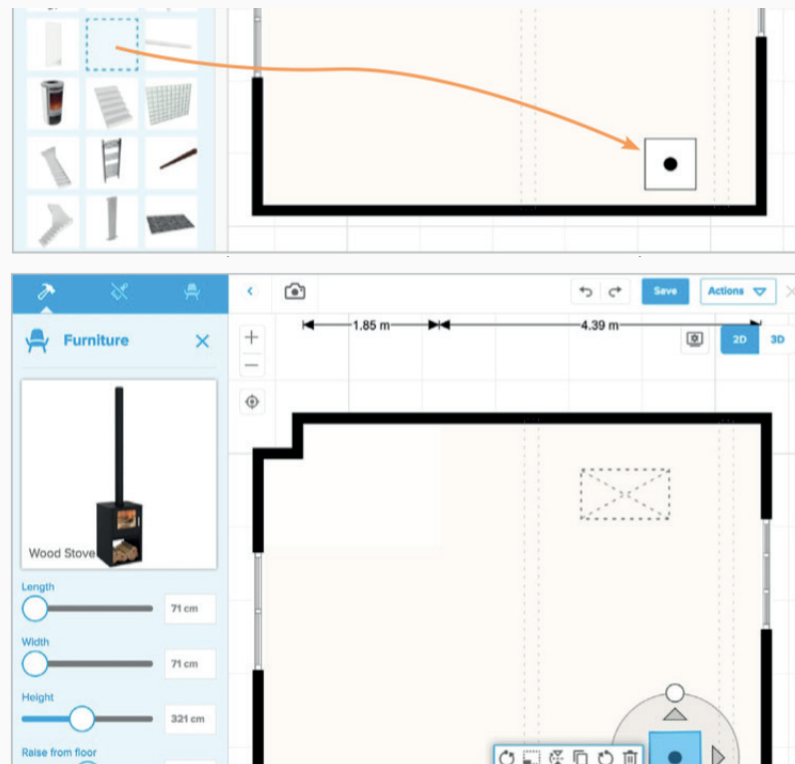 Save
Actions
1.85 m
4.39 m
Furniture
2D
3D
Wood Stove
Length
71 cm
Width
71 cm
Height
321 cm
Raise from floor